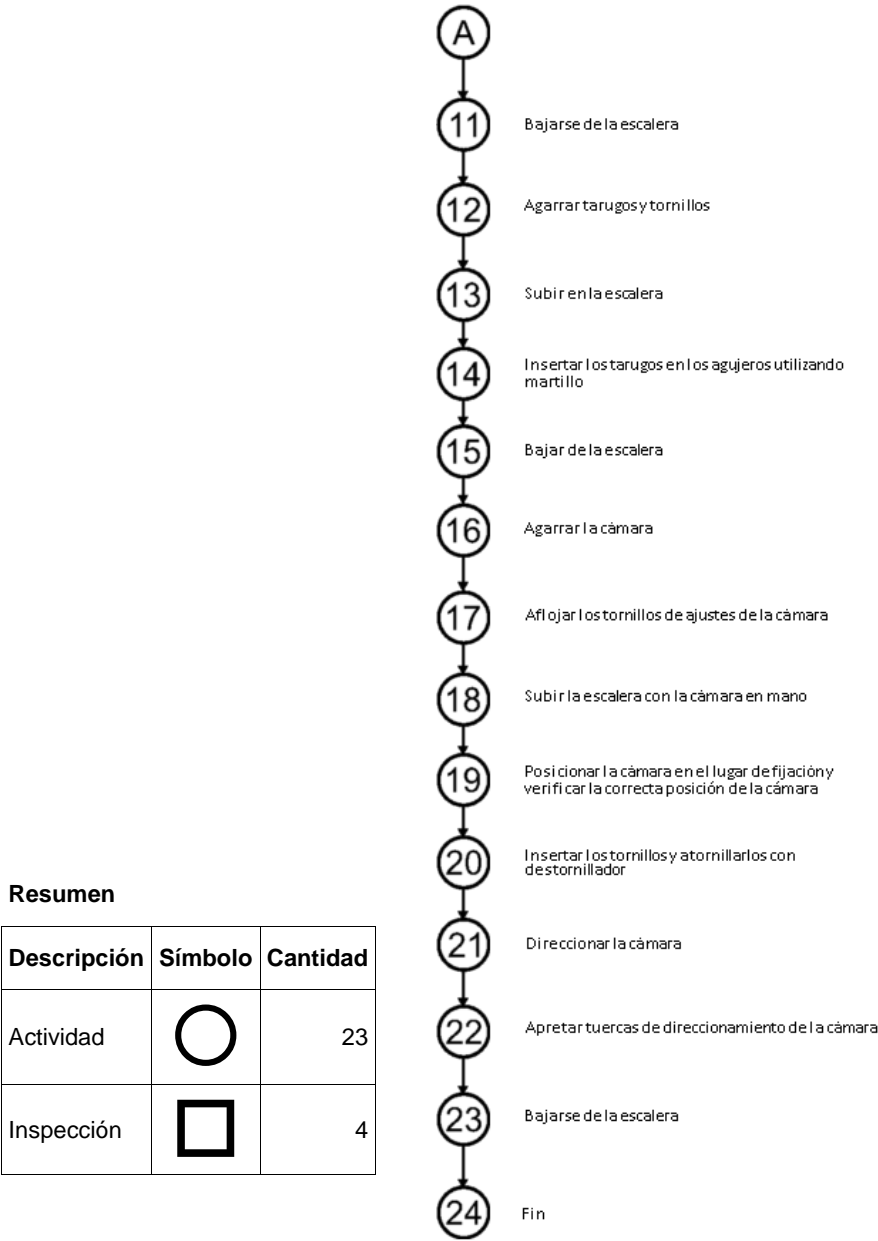 A
11 Bajarse de la escalera
12 Agarrar tarugos y tornillos
13 Subir en la escalera
14 Insertar los tarugos en los agujeros utilizando
martillo
15 Bajar de la escalera
16 Agarrar la cámara
17 Aflojar los tornillos de ajustes de la cámara
18 Subir la escalera con la cámara en mano
19 Posicionar la cámara en el lugar de fijación y
verificar la correcta posición de la cámara
20 Insertar los tornillos y atornillarlos con
destornillador
21 Direccionar la cámara
22 Apretar tuercas de direccionamiento de la cámara
23 Bajarse de la escalera
24 Fin
Resumen
Descripción Símbolo Cantidad
Actividad 23
Inspección 4